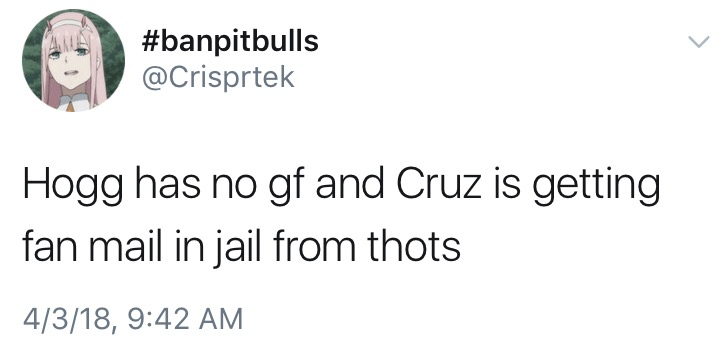 #banpitbulls
@Crisprtek
Hogg has no gf and Cruz is getting
fan mail in jail from thots
4/3/18, 9:42 AM